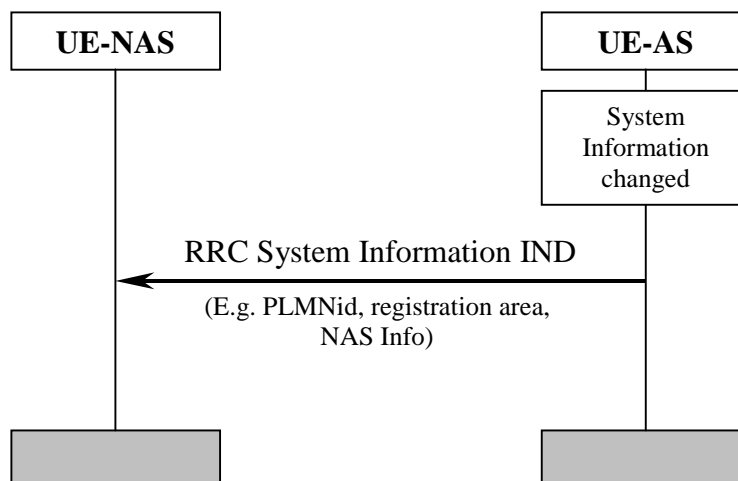 UE-NAS
UE-AS
System
Information
changed
RRC System Information IND
(E.g. PLMNid, registration area,
NAS Info)